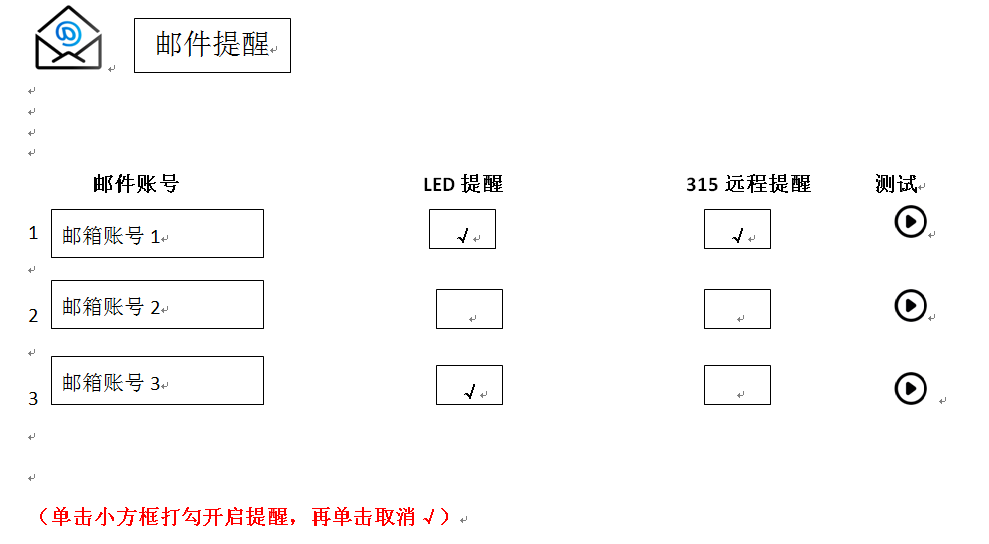 邮件提醒
邮件账号 LED 提醒 315 远程提醒 测试
1 邮箱账号 1 √ √
2 邮箱账号 2
3 邮箱账号 3 √
（单击小方框打勾开启提醒，再单击取消 √）